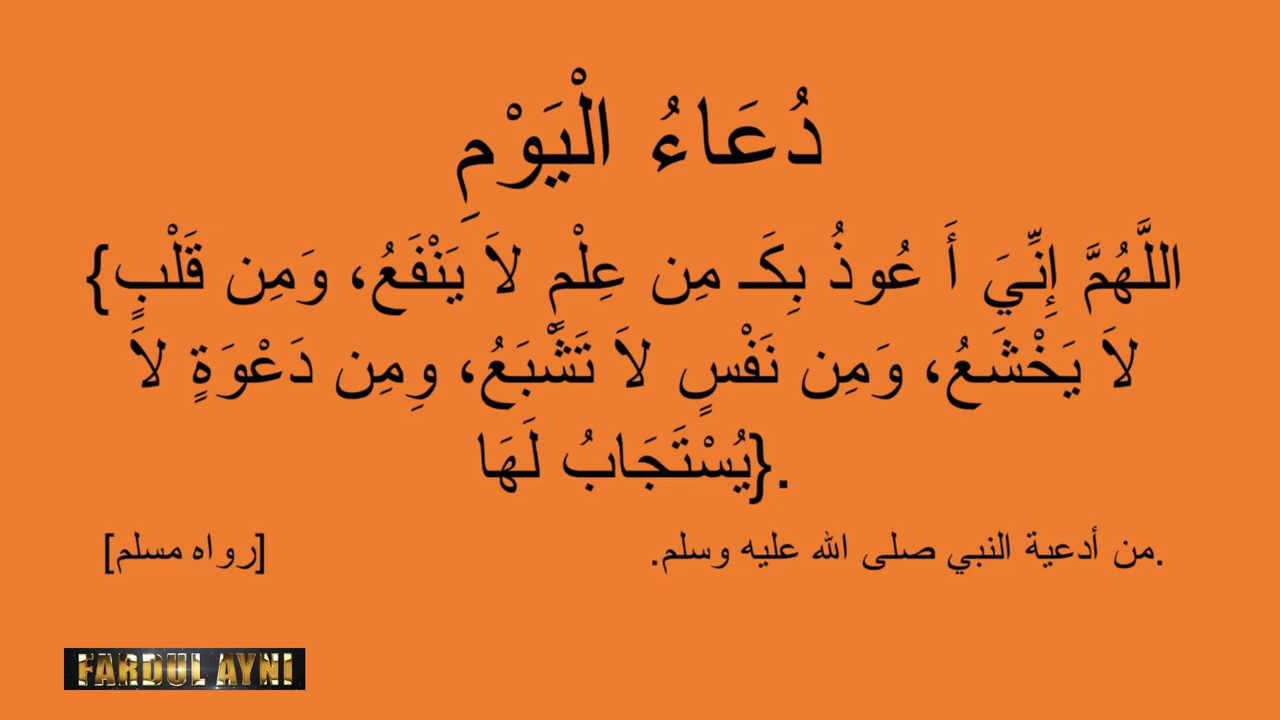 دُعَاءُ الْيَوْمِ
{اللَّهُمَّ إِنِّيَ أَ عُوذُ بِكَـ مِن عِلْمٍ لاَ يَنْفَعُ، وَمِن قَلْبٍ
لاَ يَخْشَعُ، وَمِن نَفْسٍ لاَ تَشْبَعُ، وِمِن دَعْوَةٍ لاَ
يُسْتَجَابُ لَهَا}.
.من أدعية النبي صلى الله عليه وسلم. [رواه مسلم]
FARDUL AYNI